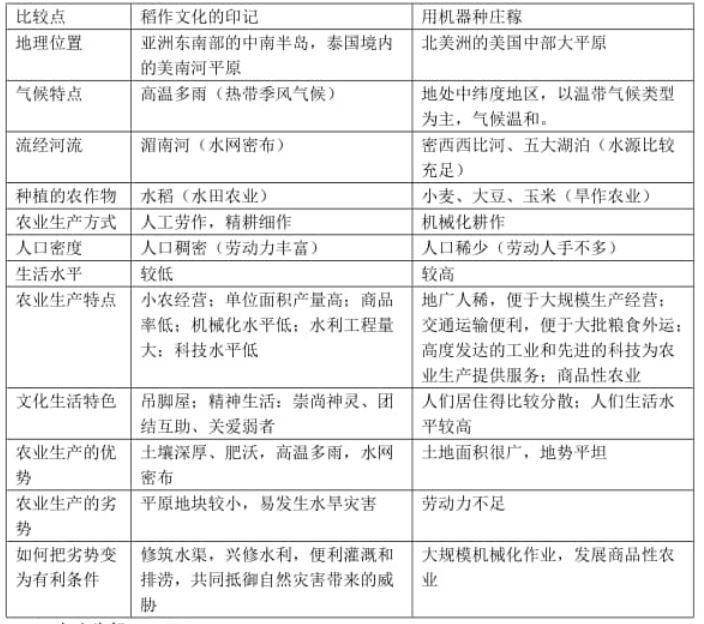 比较点 稻作文化的印记 用机器种庄稼
地理位置 亚洲东南部的中南半岛，泰国境内 北美洲的美国中部大平原
的美南河平原
气候特点 高温多雨（热带季风气候） 地处中纬度地区，以温带气候类型
为主，气候温和。
流经河流 湄南河（水网密布） 密西西比河、五大湖泊（水源比较
充足）
种植的农作物 水稻（水田农业） 小麦、大豆、玉米（旱作农业）
农业生产方式 人工劳作，精耕细作 机械化耕作
人口密度 人口稠密（劳动力丰富） 人口稀少（劳动人手不多）
生活水平 较低 较高
农业生产特点 小农经营；单位面积产量高；商品 地广人稀，便于大规模生产经营；
率低；机械化水平低；水利工程量 交通运输便利，便于大批粮食外运；
大；科技水平低 高度发达的工业和先进的科技为农
业生产提供服务；商品性农业
文化生活特色 吊脚屋；精神生活：崇尚神灵、团 人们居住得比较分散；人们生活水
结互助、关爱弱者 平较高
农业生产的优 土壤深厚、肥沃，高温多雨，水网 土地面积很广，地势平坦
势 密布
农业生产的劣 平原地块较小，易发生水旱灾害 劳动力不足
势
如何把劣势变 修筑水渠，兴修水利，便利灌溉和 大规模机械化作业，发展商品性农
为有利条件 排涝，共同抵御自然灾害带来的威 业
胁